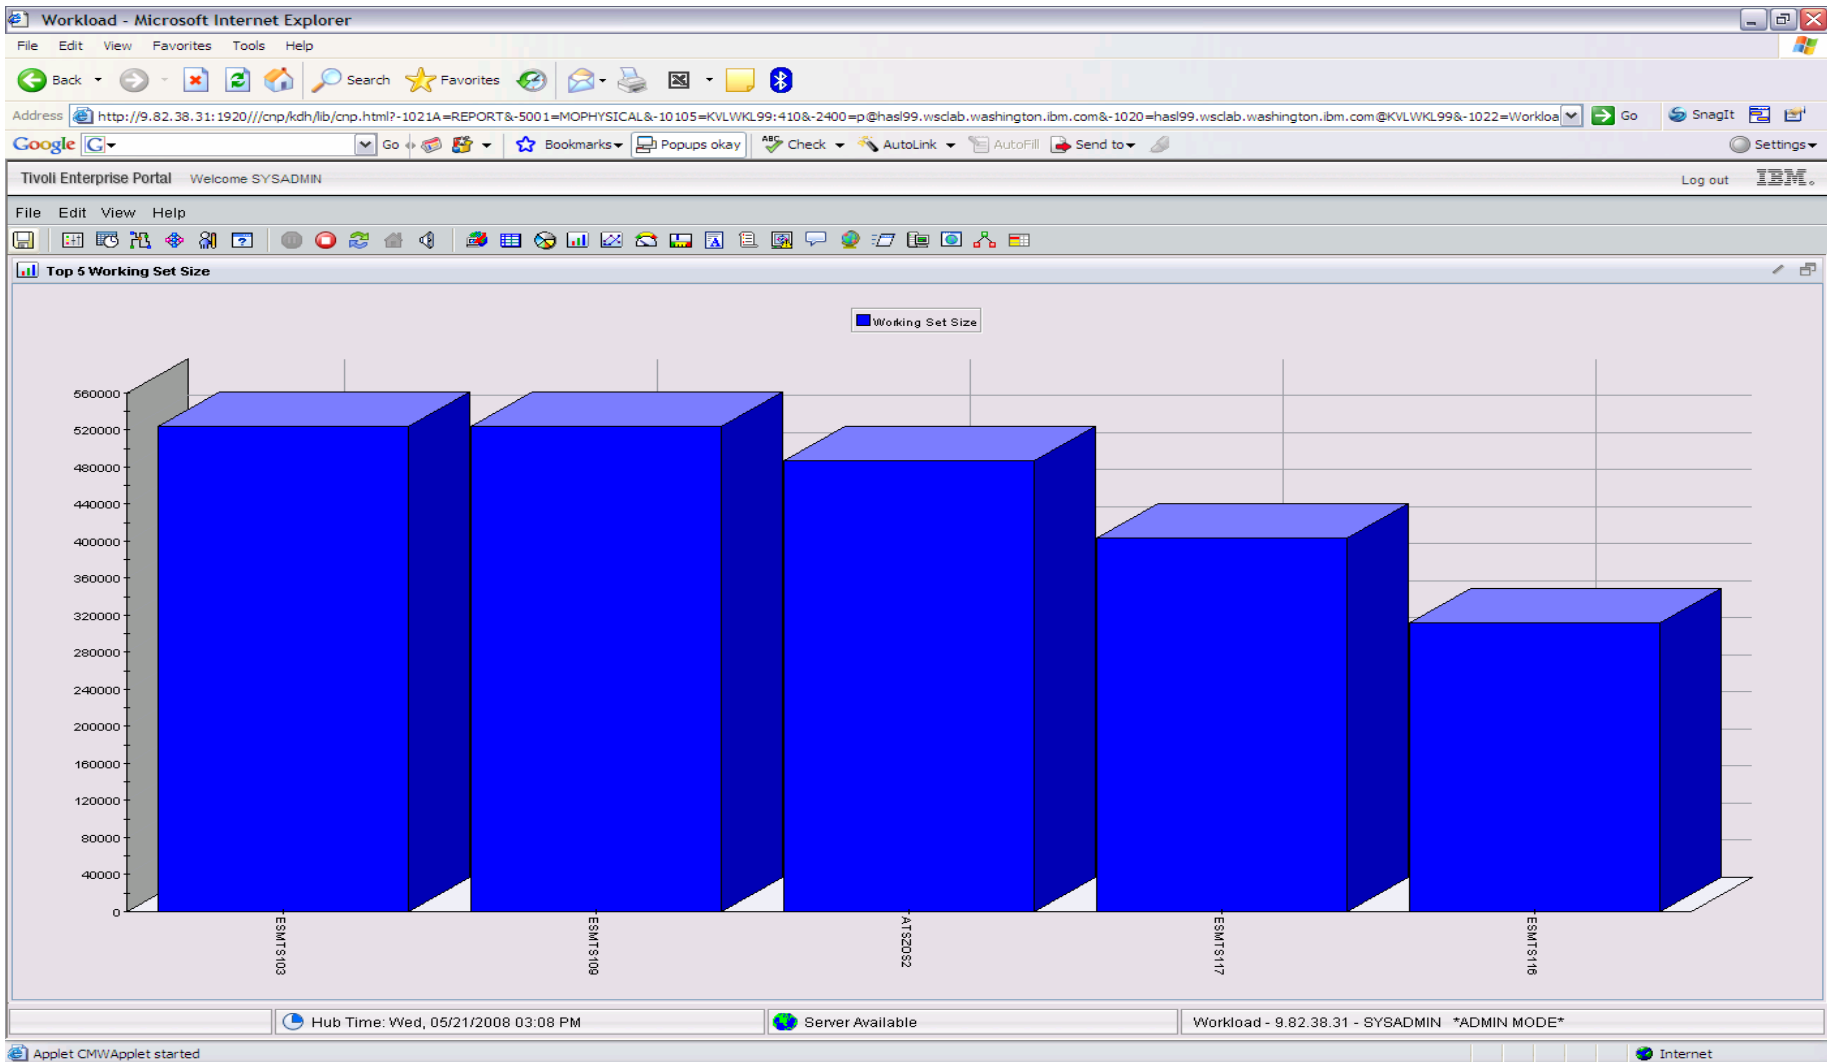 Workload - Microsoft Internet Explorer
File Edit View Favorites Tools Help
Back Search Favorites
Address http://9.82.38.31:1920///cnp/kdh/lib/cnp.html?-1021A=REPORT&-5001=MOPHYSICAL&-10105=KVLWKL99:410&-2400=p@hasl99.wsclab.washington.ibm.com&-1020=hasl99.wsclab.washington.ibm.com@KVLWKL99&-1022=Workloa Go SnagIt
Google G Go Bookmarks Popups okay ABC Check AutoLink AutoFill Send to Settings
Tivoli Enterprise Portal Welcome SYSADMIN Log out IBM.
File Edit View Help
Top 5 Working Set Size
Working Set Size
560000
520000
480000
440000
400000
360000
320000
280000
240000
200000
160000
120000
80000
40000
0
ESMTS103 ESMTS109 ATSZDS2 ESMTS117 ESMTS116
Hub Time: Wed, 05/21/2008 03:08 PM Server Available Workload - 9.82.38.31 - SYSADMIN *ADMIN MODE*
Applet CMWApplet started Internet